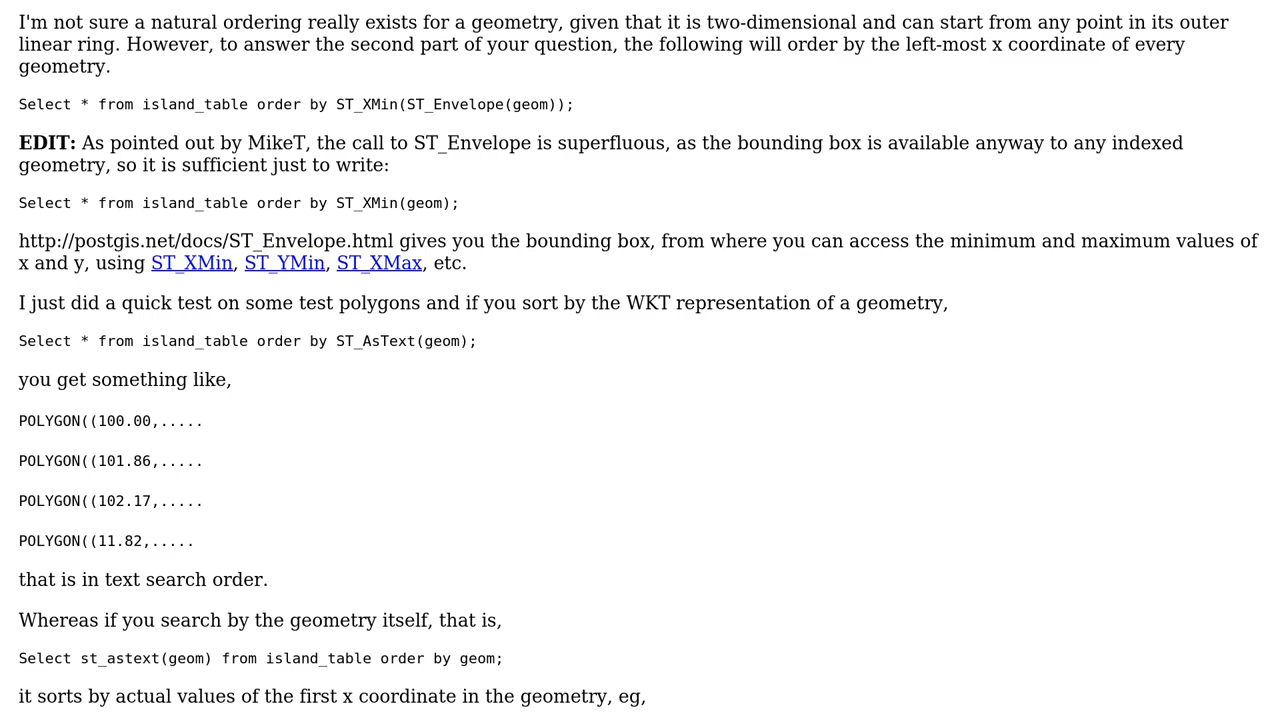 I'm not sure a natural ordering really exists for a geometry, given that it is two-dimensional and can start from any point in its outer
linear ring. However, to answer the second part of your question, the following will order by the left-most x coordinate of every
geometry.
Select * from island_table order by ST_XMin(ST_Envelope(geom));
EDIT: As pointed out by MikeT, the call to ST_Envelope is superfluous, as the bounding box is available anyway to any indexed
geometry, so it is sufficient just to write:
Select * from island_table order by ST_XMin(geom);
http://postgis.net/docs/ST_Envelope.html gives you the bounding box, from where you can access the minimum and maximum values of
x and y, using ST_XMin, ST_YMin, ST_XMax, etc.
I just did a quick test on some test polygons and if you sort by the WKT representation of a geometry,
Select * from island_table order by ST_AsText(geom);
you get something like,
POLYGON((100.00,.....
POLYGON((101.86,.....
POLYGON((102.17,.....
POLYGON((11.82,.....
that is in text search order.
Whereas if you search by the geometry itself, that is,
Select st_astext(geom) from island_table order by geom;
it sorts by actual values of the first x coordinate in the geometry, eg,